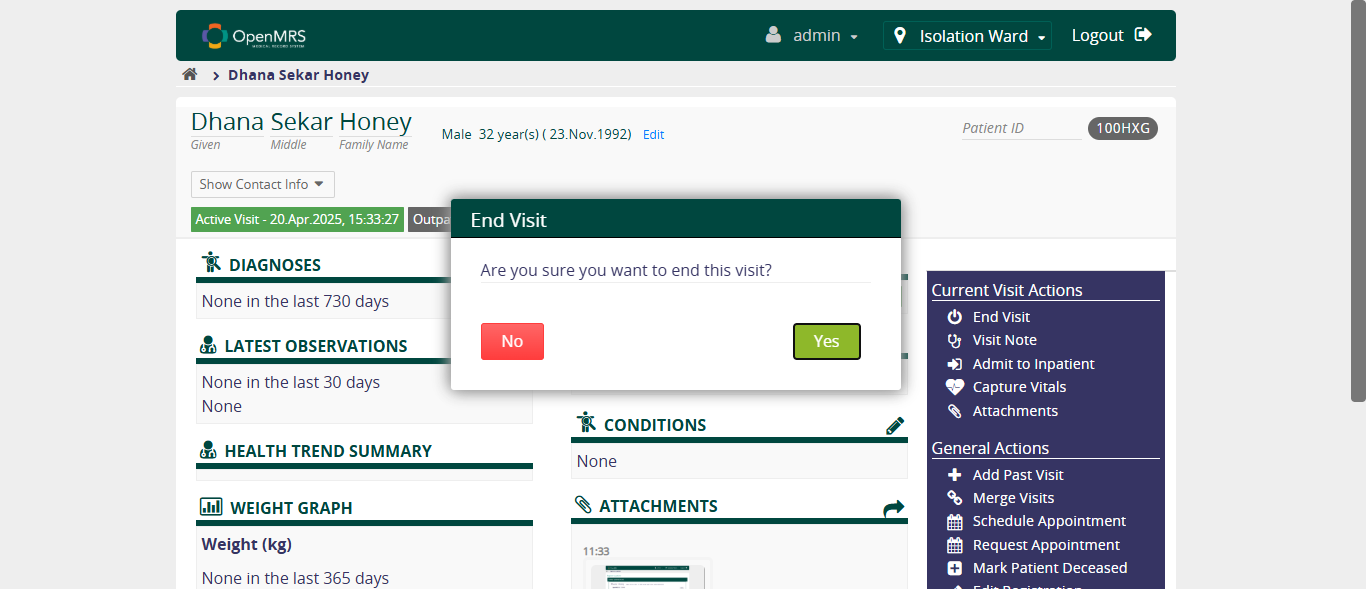 OpenMRS
MEDICAL RECORD SYSTEM
admin
Isolation Ward
Logout
Dhana Sekar Honey
Dhana Sekar Honey
Given Middle Family Name
Male 32 year(s) ( 23.Nov.1992) Edit
Patient ID 100HXG
Show Contact Info
Active Visit - 20.Apr.2025, 15:33:27
Outpa
End Visit
Are you sure you want to end this visit?
No
Yes
DIAGNOSES
None in the last 730 days
LATEST OBSERVATIONS
None in the last 30 days
None
HEALTH TREND SUMMARY
WEIGHT GRAPH
Weight (kg)
None in the last 365 days
CONDITIONS
None
ATTACHMENTS
11:33
Current Visit Actions
End Visit
Visit Note
Admit to Inpatient
Capture Vitals
Attachments
General Actions
Add Past Visit
Merge Visits
Schedule Appointment
Request Appointment
Mark Patient Deceased
Edit Registration